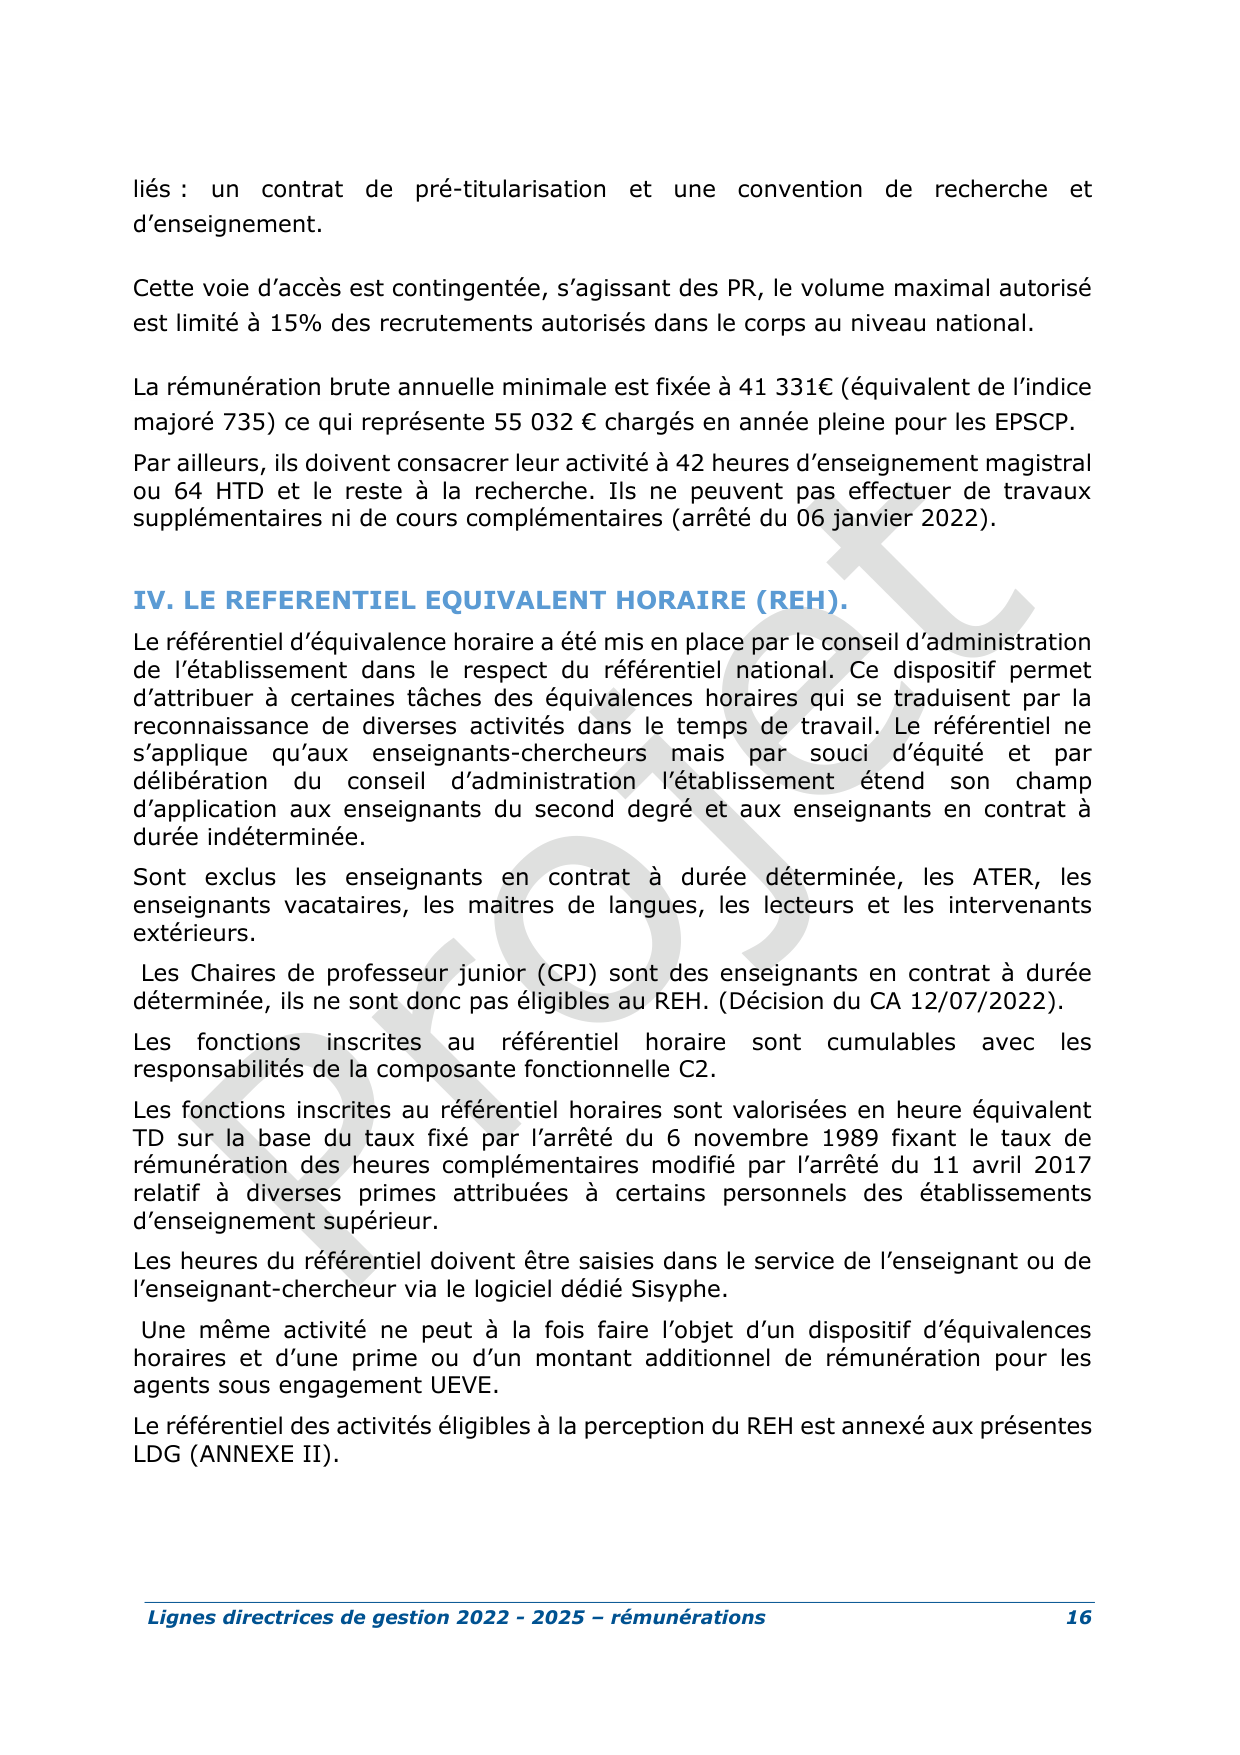 liés : un contrat de pré-titularisation et une convention de recherche et
d’enseignement.
Cette voie d’accès est contingentée, s’agissant des PR, le volume maximal autorisé
est limité à 15% des recrutements autorisés dans le corps au niveau national.
La rémunération brute annuelle minimale est fixée à 41 331€ (équivalent de l’indice
majoré 735) ce qui représente 55 032 € chargés en année pleine pour les EPSCP.
Par ailleurs, ils doivent consacrer leur activité à 42 heures d’enseignement magistral
ou 64 HTD et le reste à la recherche. Ils ne peuvent pas effectuer de travaux
supplémentaires ni de cours complémentaires (arrêté du 06 janvier 2022).
IV. LE REFERENTIEL EQUIVALENT HORAIRE (REH).
Le référentiel d’équivalence horaire a été mis en place par le conseil d’administration
de l’établissement dans le respect du référentiel national. Ce dispositif permet
d’attribuer à certaines tâches des équivalences horaires qui se traduisent par la
reconnaissance de diverses activités dans le temps de travail. Le référentiel ne
s’applique qu’aux enseignants-chercheurs mais par souci d’équité et par
délibération du conseil d’administration l’établissement étend son champ
d’application aux enseignants du second degré et aux enseignants en contrat à
durée indéterminée.
Sont exclus les enseignants en contrat à durée déterminée, les ATER, les
enseignants vacataires, les maitres de langues, les lecteurs et les intervenants
extérieurs.
Les Chaires de professeur junior (CPJ) sont des enseignants en contrat à durée
déterminée, ils ne sont donc pas éligibles au REH. (Décision du CA 12/07/2022).
Les fonctions inscrites au référentiel horaire sont cumulables avec les
responsabilités de la composante fonctionnelle C2.
Les fonctions inscrites au référentiel horaires sont valorisées en heure équivalent
TD sur la base du taux fixé par l’arrêté du 6 novembre 1989 fixant le taux de
rémunération des heures complémentaires modifié par l’arrêté du 11 avril 2017
relatif à diverses primes attribuées à certains personnels des établissements
d’enseignement supérieur.
Les heures du référentiel doivent être saisies dans le service de l’enseignant ou de
l’enseignant-chercheur via le logiciel dédié Sisyphe.
Une même activité ne peut à la fois faire l’objet d’un dispositif d’équivalences
horaires et d’une prime ou d’un montant additionnel de rémunération pour les
agents sous engagement UEVE.
Le référentiel des activités éligibles à la perception du REH est annexé aux présentes
LDG (ANNEXE II).
Projet
Lignes directrices de gestion 2022 - 2025 – rémunérations 16